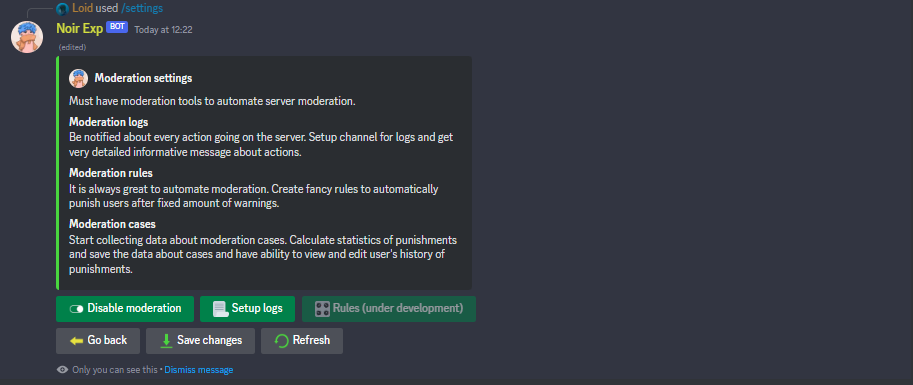 Loid used /settings
Noir Exp BOT Today at 12:22
(edited)
Moderation settings
Must have moderation tools to automate server moderation.
Moderation logs
Be notified about every action going on the server. Setup channel for logs and get
very detailed informative message about actions.
Moderation rules
It is always great to automate moderation. Create fancy rules to automatically
punish users after fixed amount of warnings.
Moderation cases
Start collecting data about moderation cases. Calculate statistics of punishments
and save the data about cases and have ability to view and edit user's history of
punishments.
Disable moderation Setup logs Rules (under development)
Go back Save changes Refresh
Only you can see this • Dismiss message